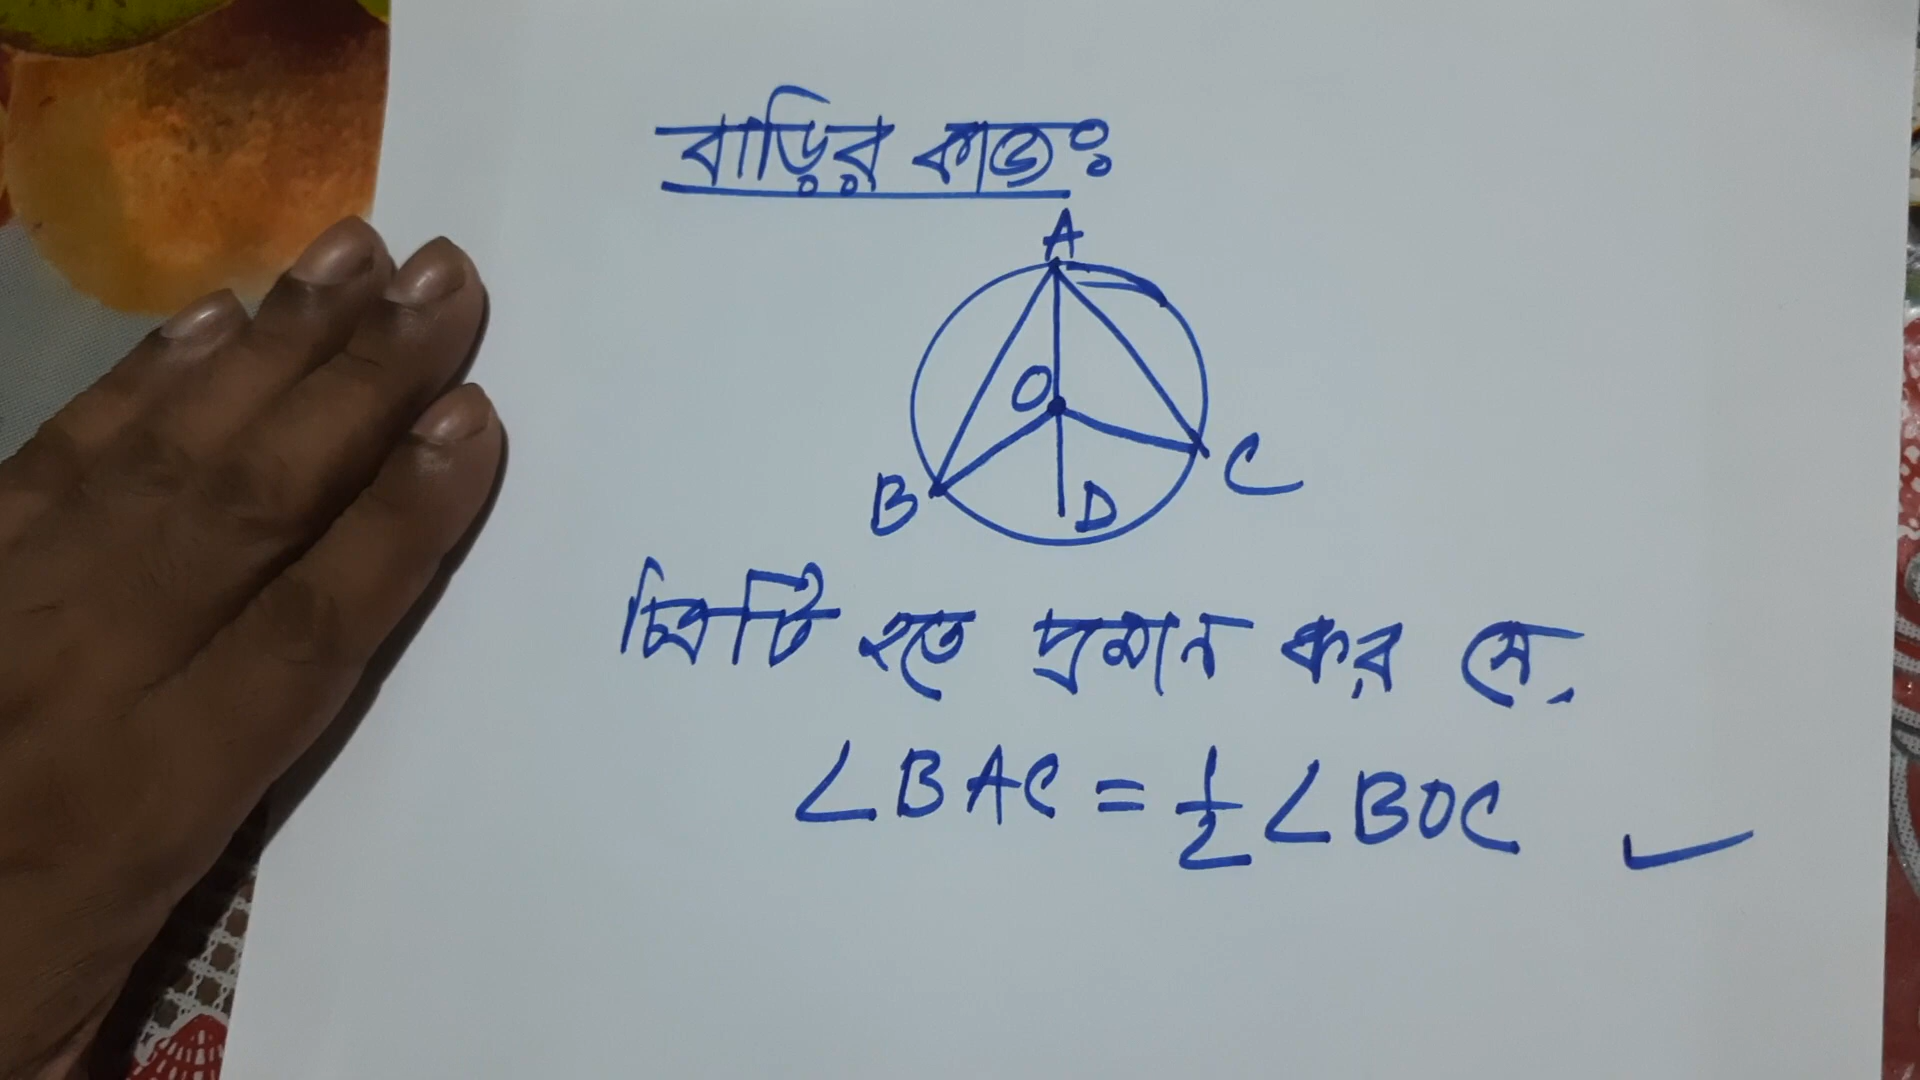 বাড়ির কাজঃ
A
O
B
D
C
চিত্রটি হতে প্রমান কর যে,
∠BAC = 1/2 ∠BOC